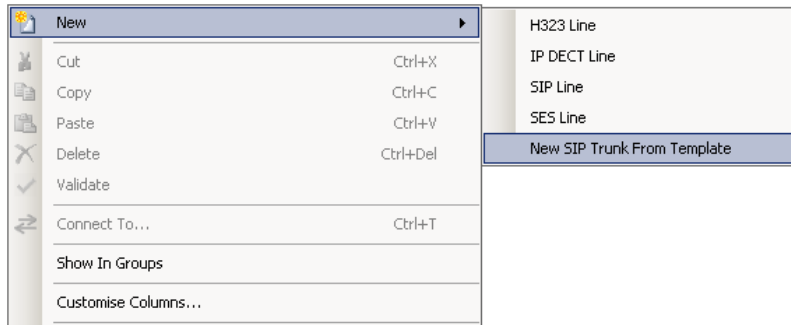 New
Cut Ctrl+X
Copy Ctrl+C
Paste Ctrl+V
Delete Ctrl+Del
Validate
Connect To... Ctrl+T
Show In Groups
Customise Columns...
H323 Line
IP DECT Line
SIP Line
SES Line
New SIP Trunk From Template